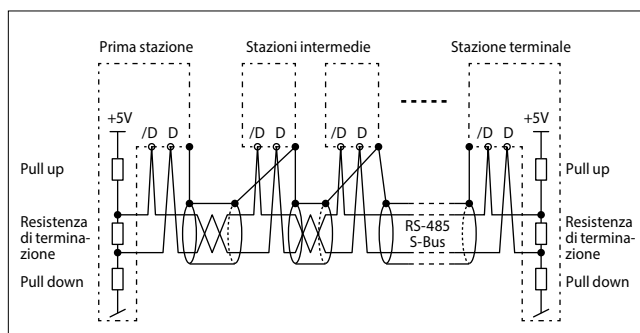 Prima stazione
Stazioni intermedie
Stazione terminale
+5V
/D D
/D D
/D D
/D D
+5V
Pull up
Pull up
Resistenza
di termina-
zione
RS-485
S-Bus
Resistenza
di termina-
zione
Pull down
Pull down